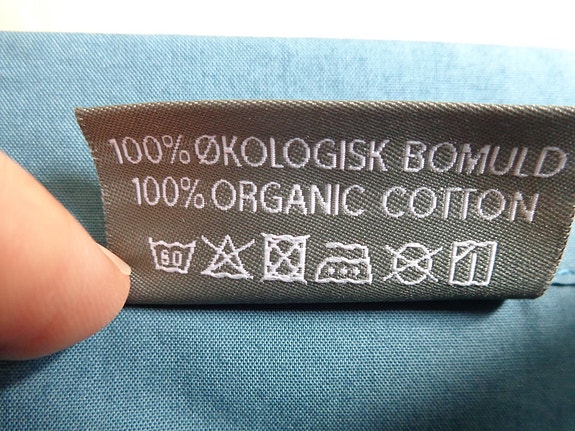 100% ØKOLOGISK BOMULD
100% ORGANIC COTTON
60